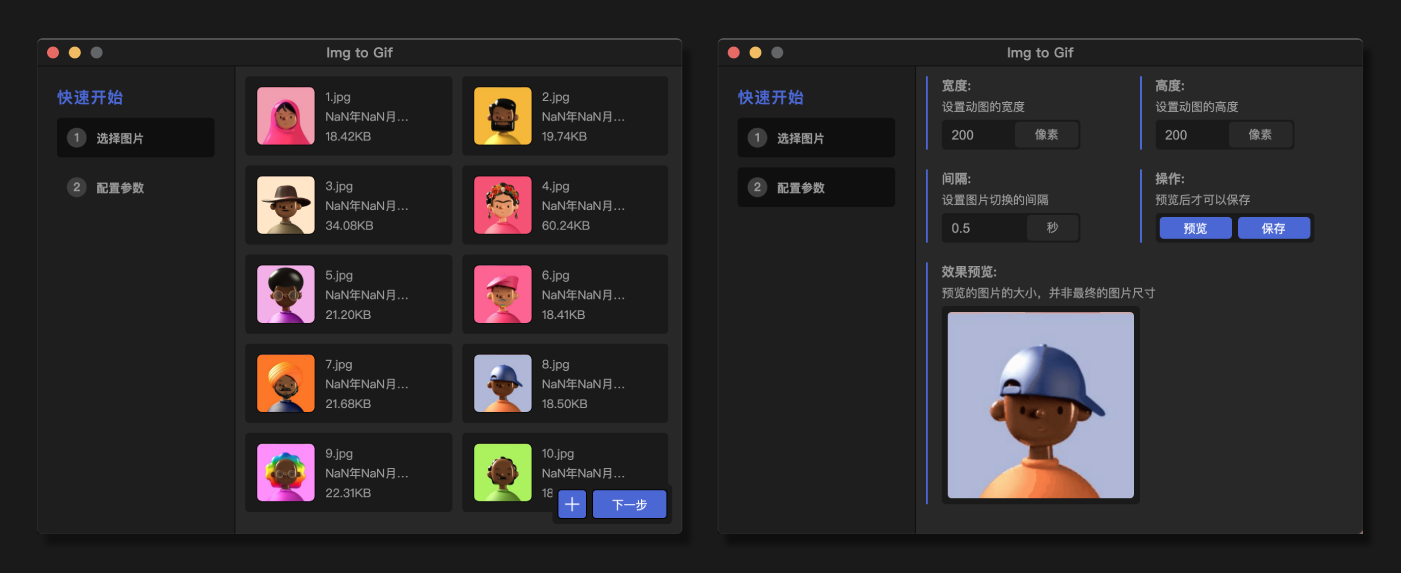 Img to Gif
快速开始
1 选择图片
2 配置参数
1.jpg
NaN年NaN月...
18.42KB
2.jpg
NaN年NaN月...
19.74KB
3.jpg
NaN年NaN月...
34.08KB
4.jpg
NaN年NaN月...
60.24KB
5.jpg
NaN年NaN月...
21.20KB
6.jpg
NaN年NaN月...
18.41KB
7.jpg
NaN年NaN月...
21.68KB
8.jpg
NaN年NaN月...
18.50KB
9.jpg
NaN年NaN月...
22.31KB
10.jpg
NaN年NaN月...
18
下一步
Img to Gif
快速开始
1 选择图片
2 配置参数
宽度:
设置动图的宽度
200 像素
高度:
设置动图的高度
200 像素
间隔:
设置图片切换的间隔
0.5 秒
操作:
预览后才可以保存
预览 保存
效果预览:
预览的图片的大小，并非最终的图片尺寸